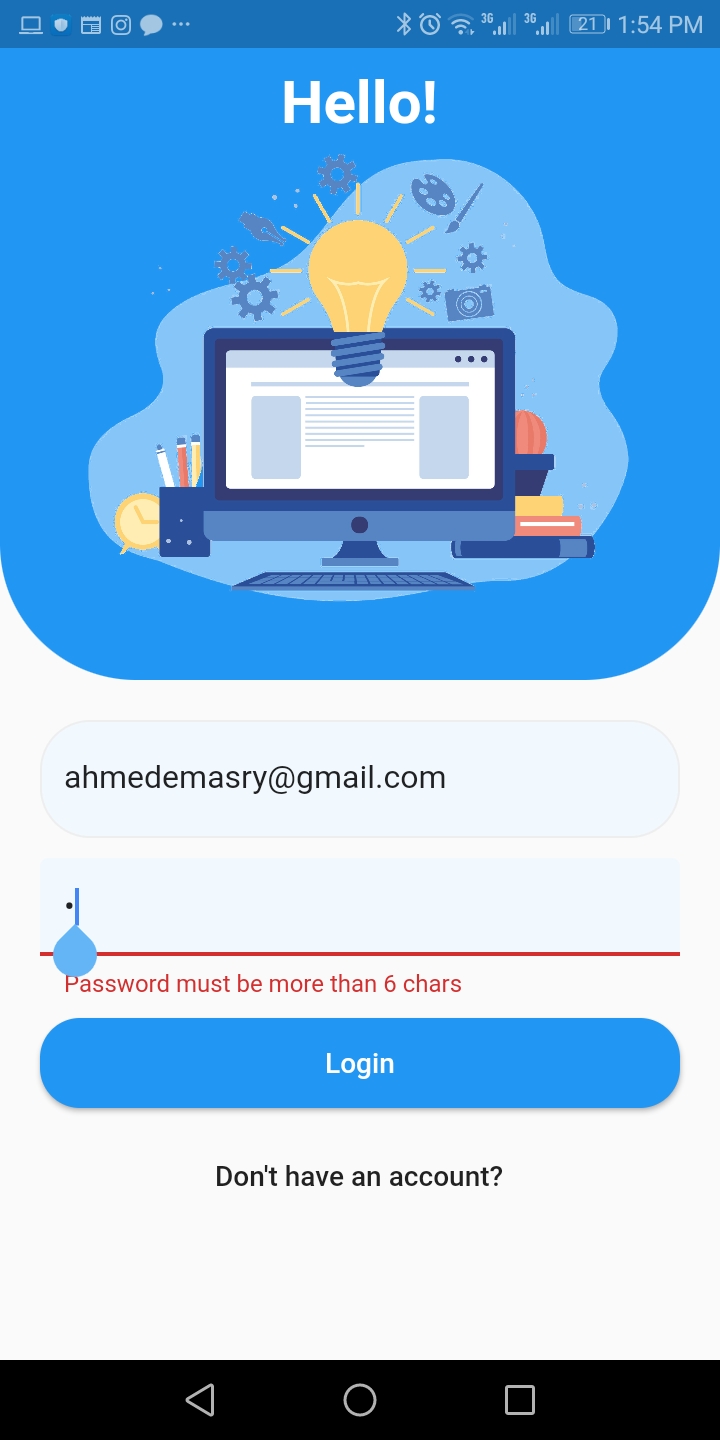 21 1:54 PM
3G 3G
Hello!
ahmedemasry@gmail.com
Password must be more than 6 chars
Login
Don't have an account?